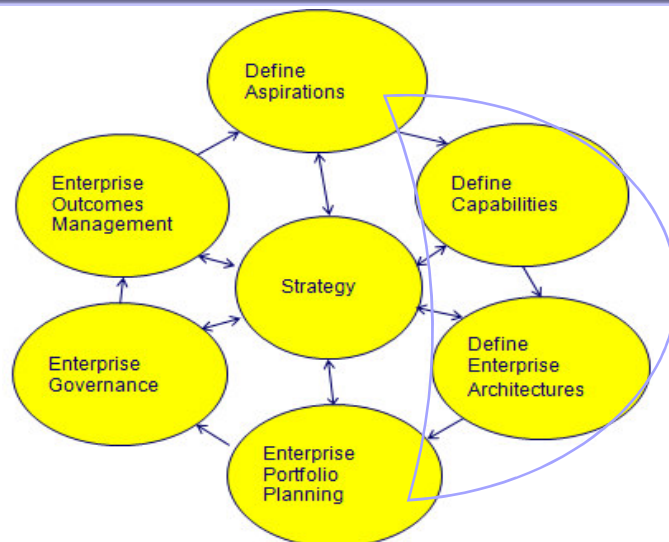 Define
Aspirations
Define
Capabilities
Enterprise
Outcomes
Management
Strategy
Define
Enterprise
Architectures
Enterprise
Governance
Enterprise
Portfolio
Planning